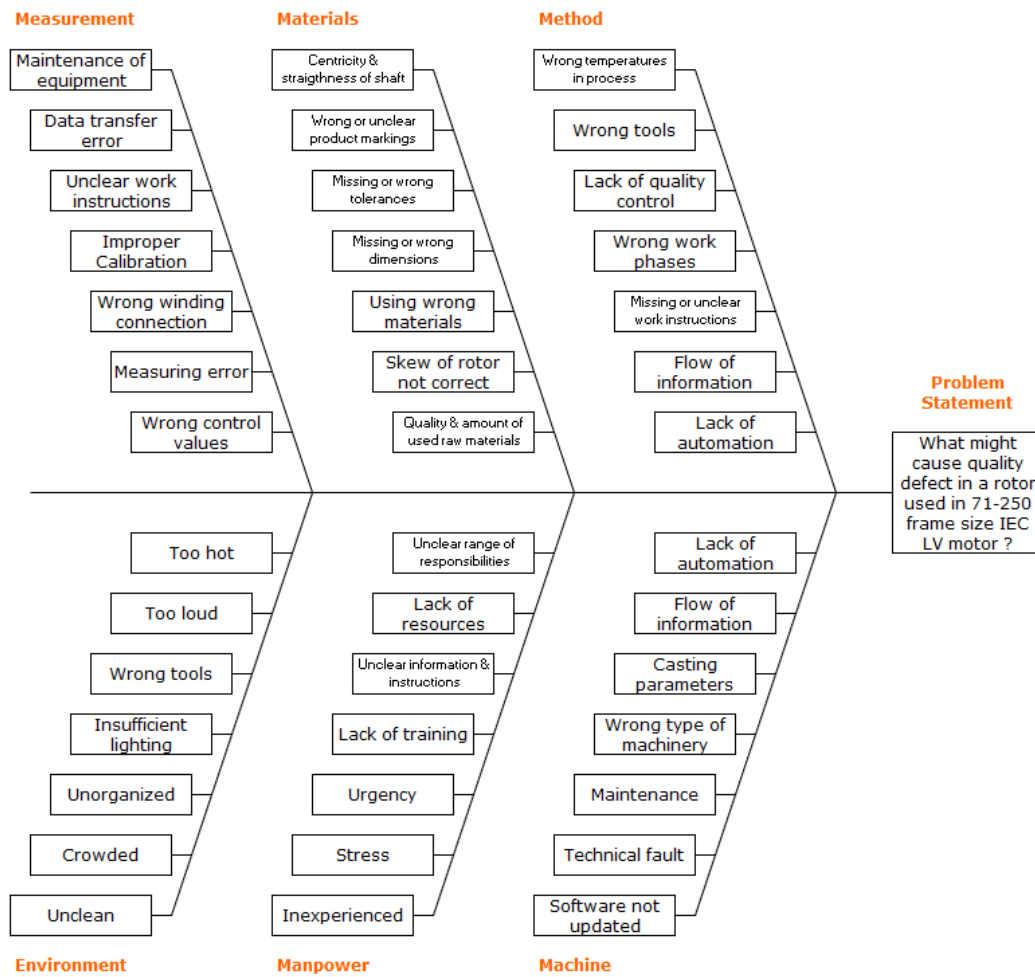 Measurement
Maintenance of
equipment
Data transfer
error
Unclear work
instructions
Improper
Calibration
Wrong winding
connection
Measuring error
Wrong control
values
Materials
Centricity &
straigthness of shaft
Wrong or unclear
product markings
Missing or wrong
tolerances
Missing or wrong
dimensions
Using wrong
materials
Skew of rotor
not correct
Quality & amount of
used raw materials
Method
Wrong temperatures
in process
Wrong tools
Lack of quality
control
Wrong work
phases
Missing or unclear
work instructions
Flow of
information
Lack of
automation
Problem
Statement
What might
cause quality
defect in a rotor
used in 71-250
frame size IEC
LV motor ?
Too hot
Too loud
Wrong tools
Insufficient
lighting
Unorganized
Crowded
Unclean
Environment
Unclear range of
responsibilities
Lack of
resources
Unclear information &
instructions
Lack of training
Urgency
Stress
Inexperienced
Manpower
Lack of
automation
Flow of
information
Casting
parameters
Wrong type of
machinery
Maintenance
Technical fault
Software not
updated
Machine